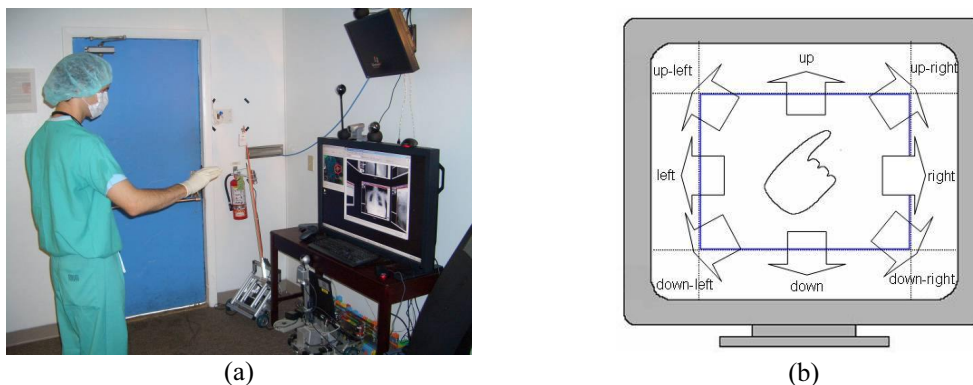 up-left
up
up-right
left
right
down-left
down
down-right
(a)
(b)